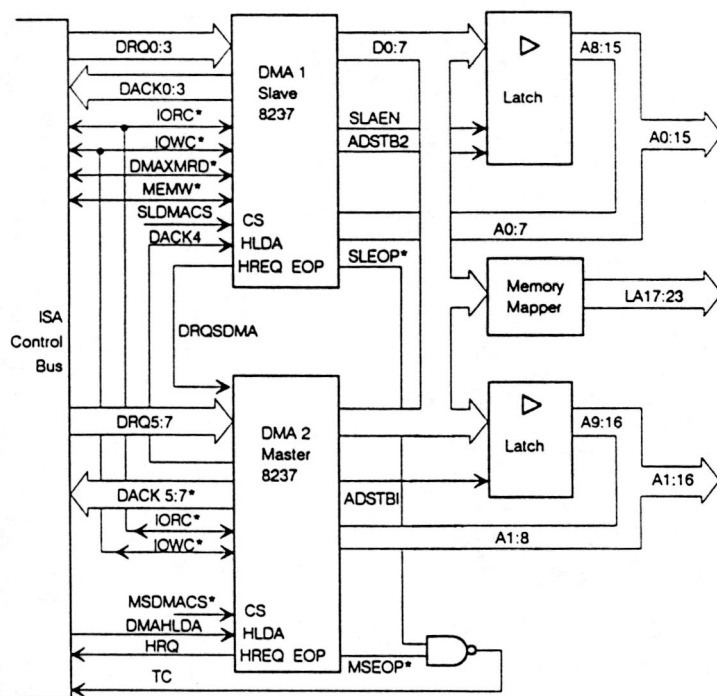 DRQ0:3
DACK0:3
IORC*
IOWC*
DMAXMRD*
MEMW*
SLDMACS
DACK4
DMA 1
Slave
8237
CS
HLDA
HREQ EOP
D0:7
SLAEN
ADSTB2
SLEOP*
Latch
A8:15
A0:15
A0:7
Memory
Mapper
LA17:23
ISA
Control
Bus
DRQSDMA
DRQ5:7
DACK 5:7*
IORC*
IOWC*
MSDMACS*
DMAHLDA
HRQ
TC
DMA 2
Master
8237
CS
HLDA
HREQ EOP
ADSTBI
MSEOP*
Latch
A9:16
A1:16
A1:8